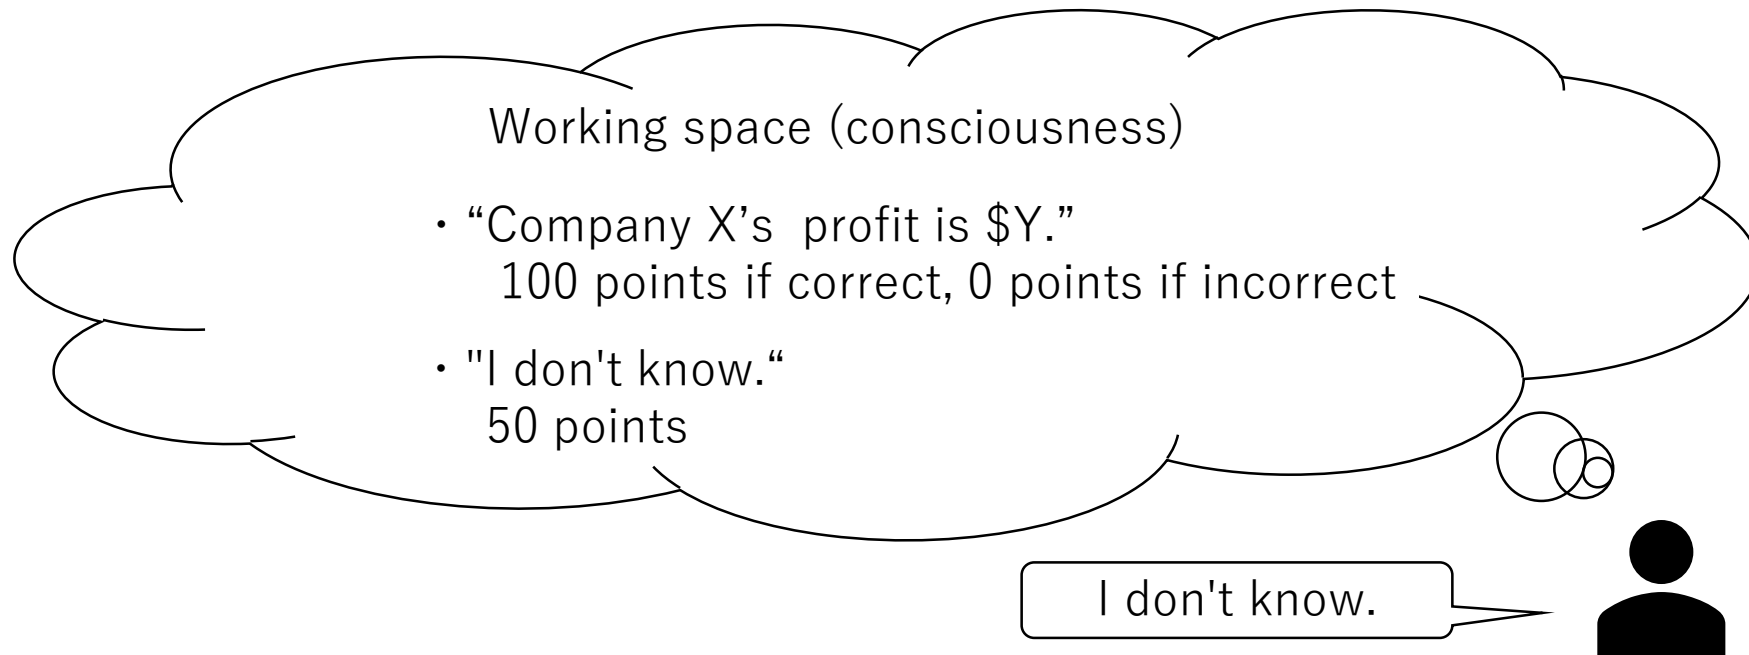 Working space (consciousness)
・“Company X’s  profit is $Y.”
100 points if correct, 0 points if incorrect
・"I don't know.“
50 points
I don't know.